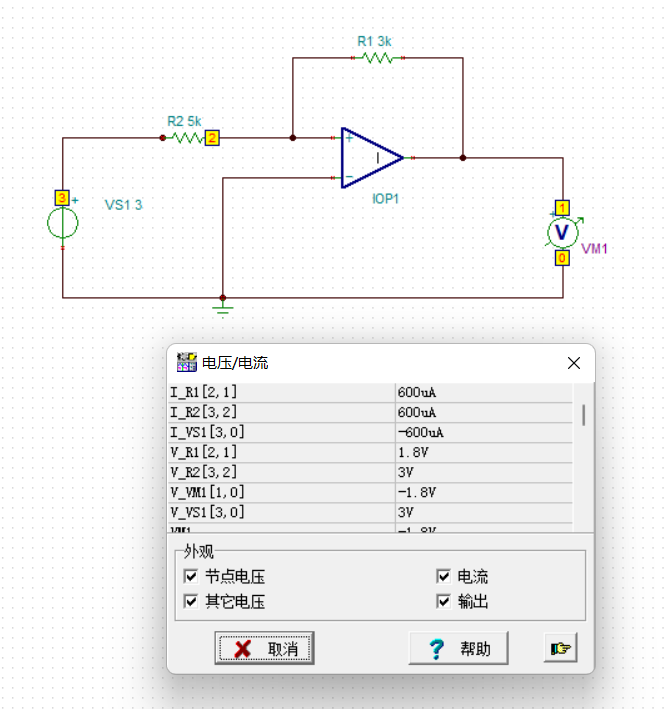 R1 3k
R2 5k
2
+
I
−
IOP1
3
+
VS1 3
1
+
V
VM1
0
电压/电流
I_R1[2,1] 600uA
I_R2[3,2] 600uA
I_VS1[3,0] -600uA
V_R1[2,1] 1.8V
V_R2[3,2] 3V
V_VM1[1,0] -1.8V
V_VS1[3,0] 3V
VM1 -1.8V
外观
节点电压 电流
其它电压 输出
取消 ? 帮助